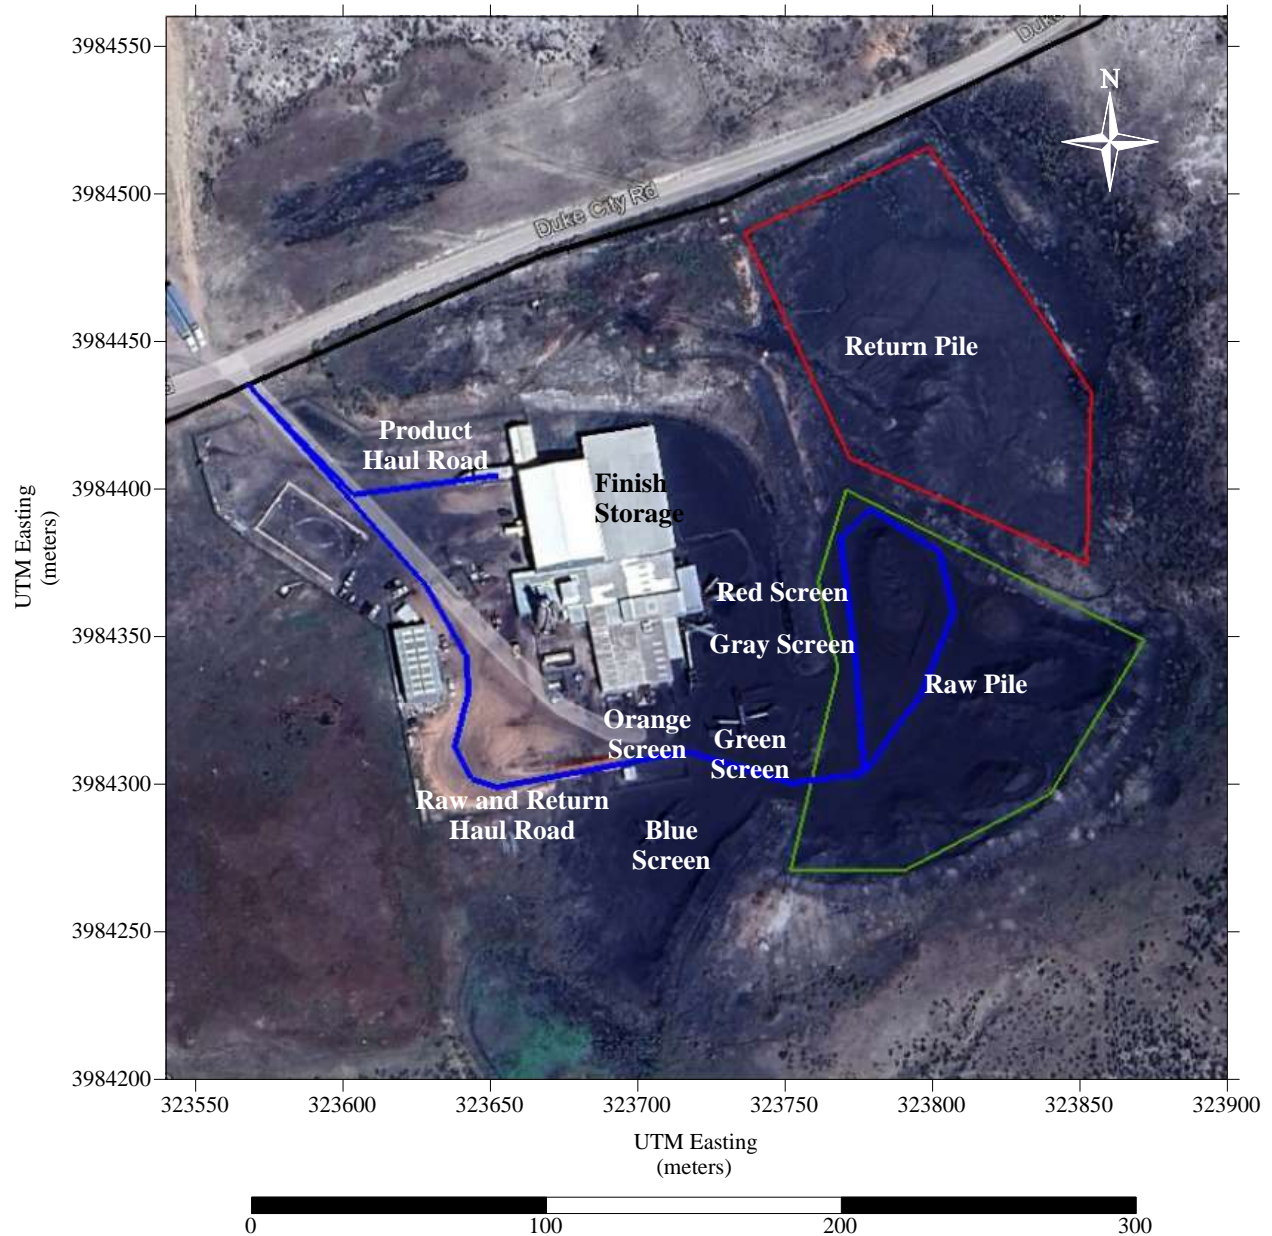 Duke
N
3984550
3984500
3984450
3984400
3984350
3984300
3984250
3984200
UTM Easting
(meters)
Duke City Rd
Return Pile
Product
Haul Road
Finish
Storage
Red Screen
Gray Screen
Raw Pile
Orange
Screen
Green
Screen
Raw and Return
Haul Road
Blue
Screen
323550
323600
323650
323700
323750
323800
323850
323900
UTM Easting
(meters)
0
100
200
300